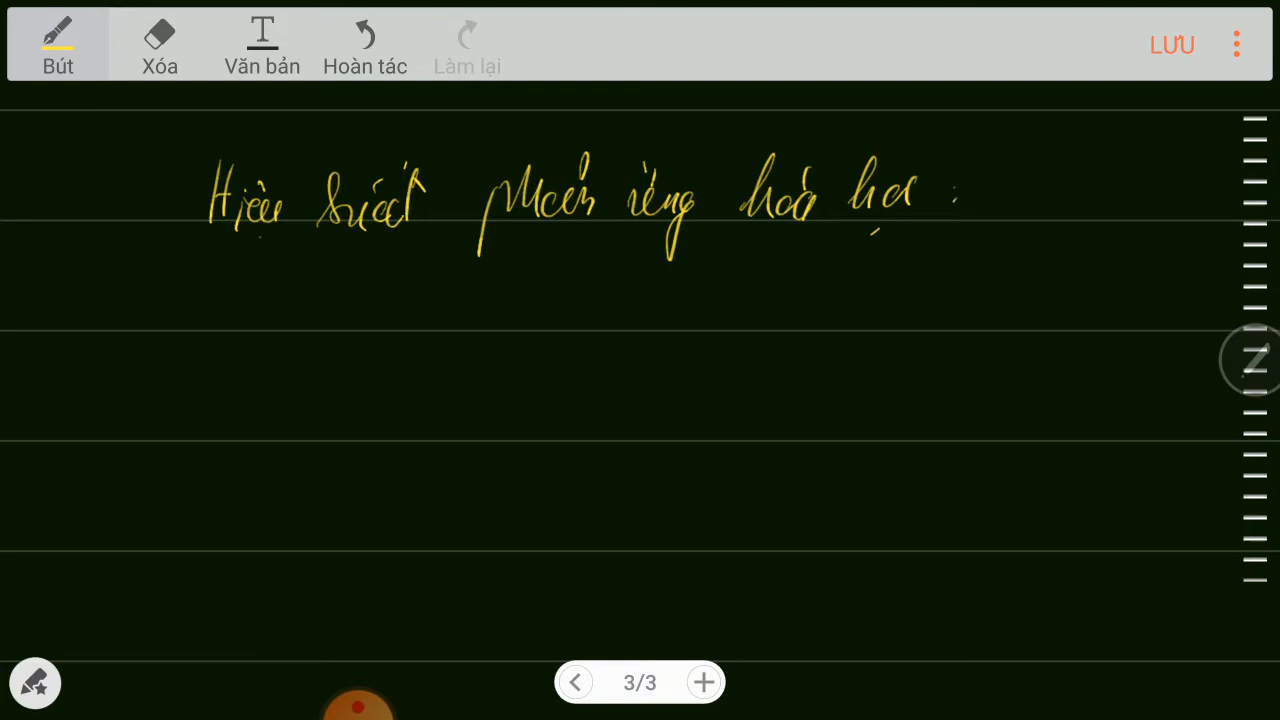 Bút Xóa Văn bản Hoàn tác Làm lại LƯU
Hiệu suất phản ứng hoá học :
3/3